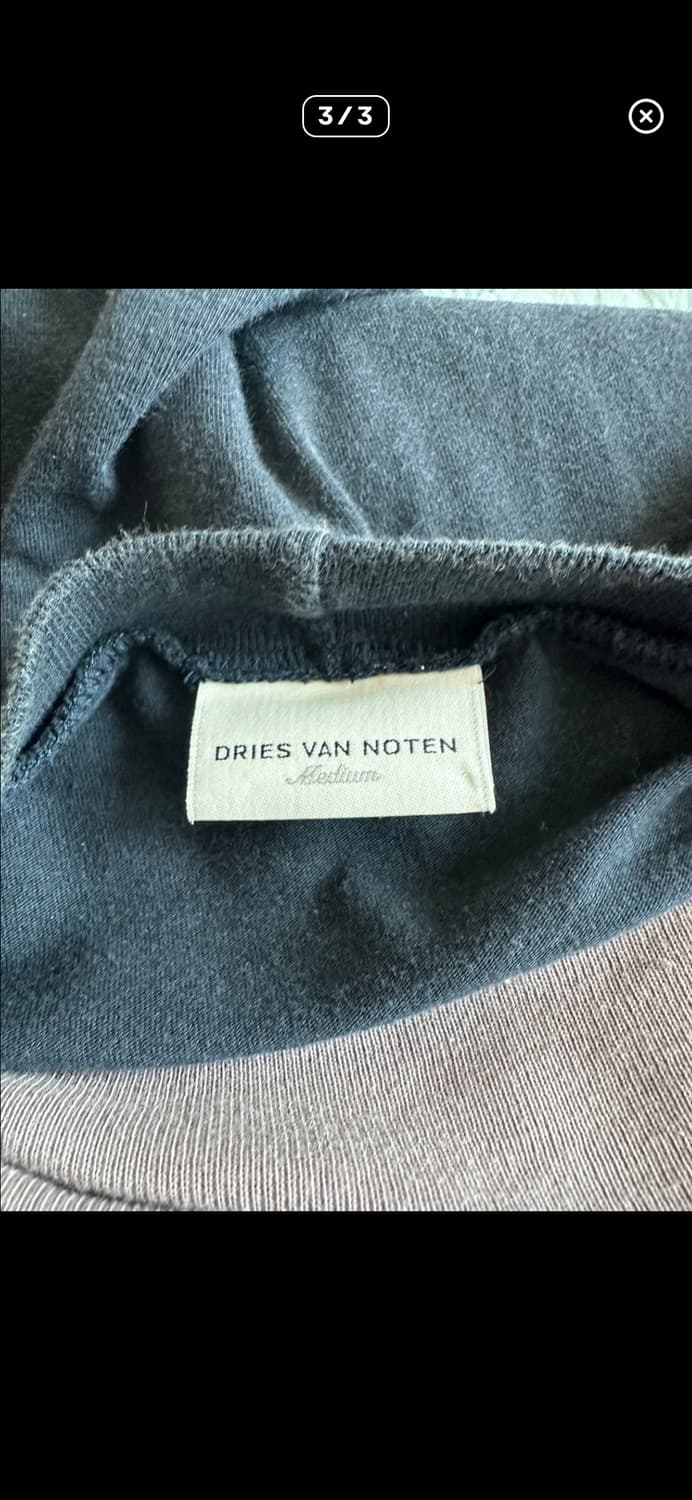 3/3
DRIES VAN NOTEN
Medium